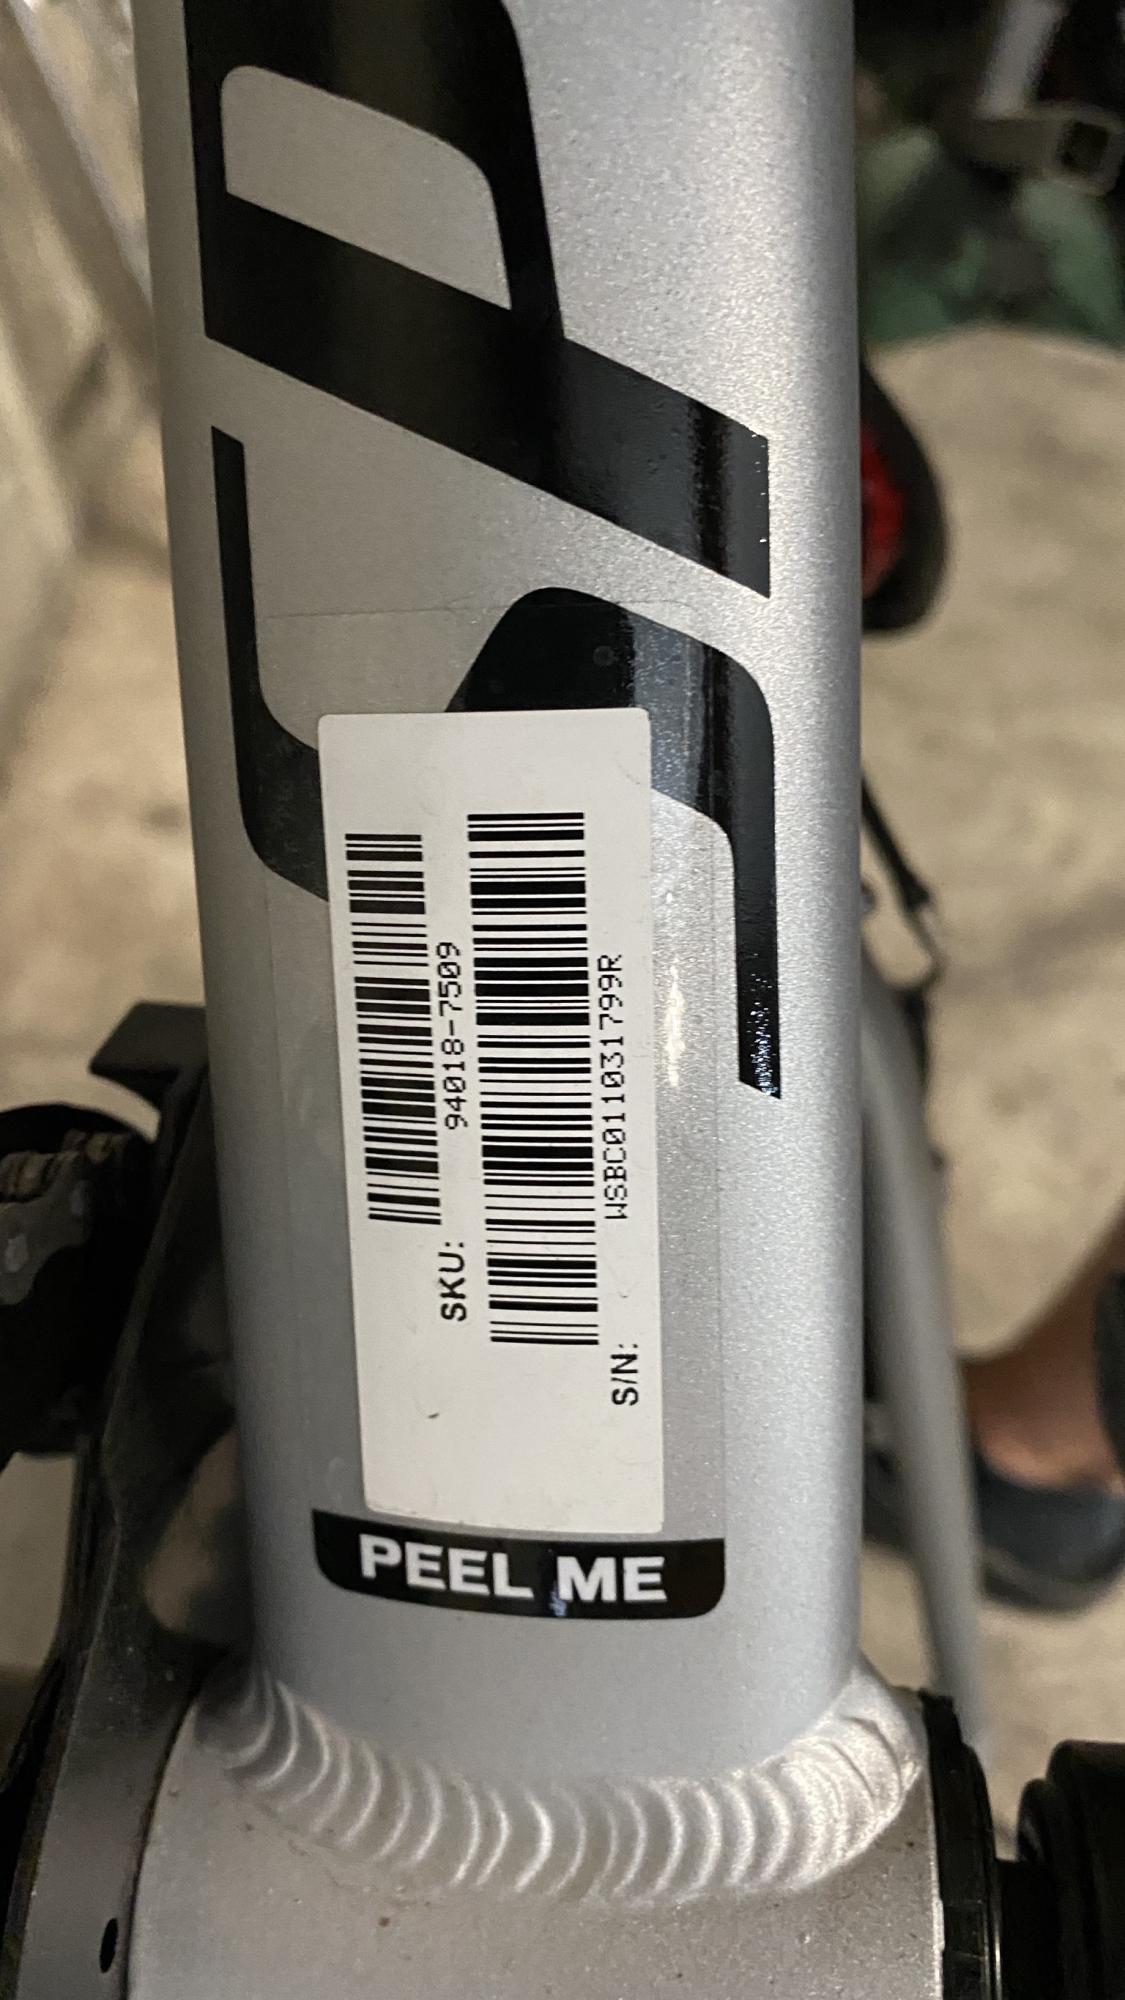 SKU: 94018-7509
S/N: WSBC011031799R
PEEL ME